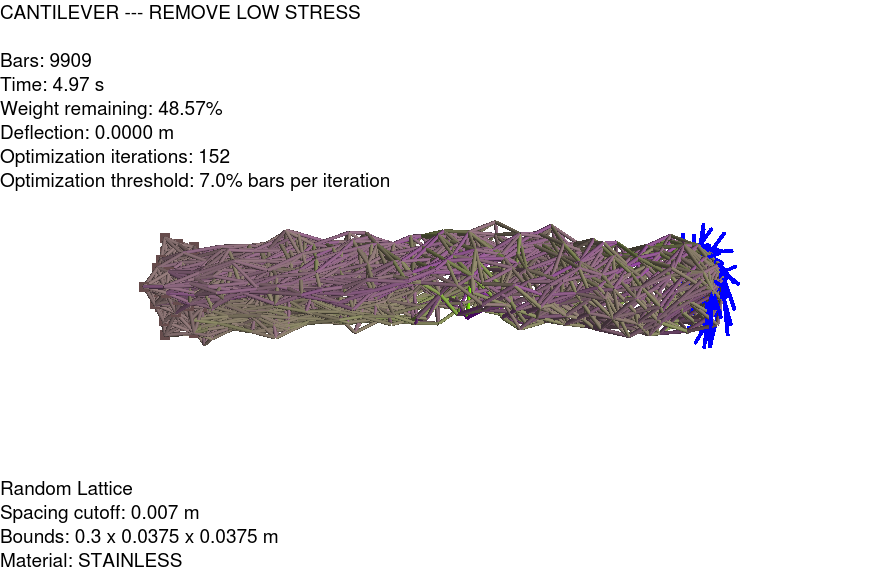 CANTILEVER --- REMOVE LOW STRESS
Bars: 9909
Time: 4.97 s
Weight remaining: 48.57%
Deflection: 0.0000 m
Optimization iterations: 152
Optimization threshold: 7.0% bars per iteration
Random Lattice
Spacing cutoff: 0.007 m
Bounds: 0.3 x 0.0375 x 0.0375 m
Material: STAINLESS